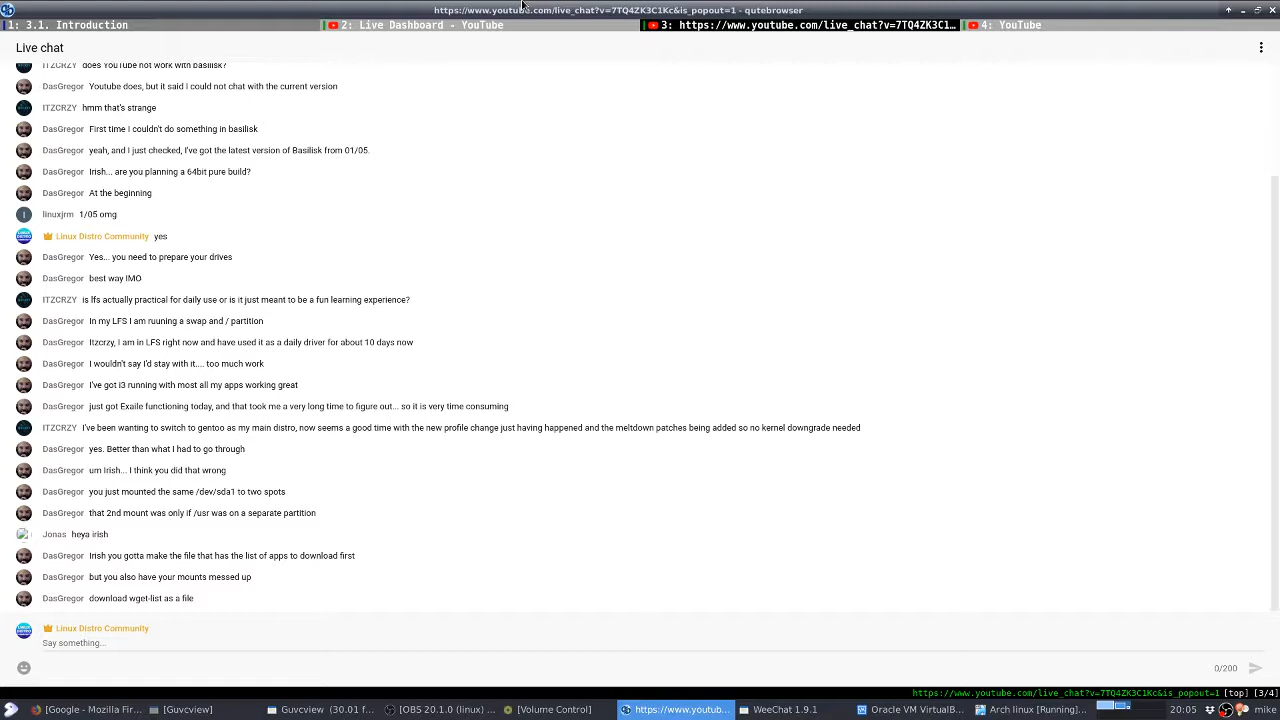 https://www.youtube.com/live_chat?v=7TQ4ZK3C1Kc&is_popout=1 - qutebrowser
1: 3.1. Introduction
2: Live Dashboard - YouTube
3: https://www.youtube.com/live_chat?v=7TQ4ZK3C1...
4: YouTube
Live chat
ITZCRZY does YouTube not work with basilisk?
DasGregor Youtube does, but it said I could not chat with the current version
ITZCRZY hmm that's strange
DasGregor First time I couldn't do something in basilisk
DasGregor yeah, and I just checked, I've got the latest version of Basilisk from 01/05.
DasGregor Irish... are you planning a 64bit pure build?
DasGregor At the beginning
I linuxjrm 1/05 omg
Linux Distro Community yes
DasGregor Yes... you need to prepare your drives
DasGregor best way IMO
ITZCRZY is lfs actually practical for daily use or is it just meant to be a fun learning experience?
DasGregor In my LFS I am ruuning a swap and / partition
DasGregor Itzcrzy, I am in LFS right now and have used it as a daily driver for about 10 days now
DasGregor I wouldn't say I'd stay with it.... too much work
DasGregor I've got i3 running with most all my apps working great
DasGregor just got Exaile functioning today, and that took me a very long time to figure out... so it is very time consuming
ITZCRZY I've been wanting to switch to gentoo as my main distro, now seems a good time with the new profile change just having happened and the meltdown patches being added so no kernel downgrade needed
DasGregor yes. Better than what I had to go through
DasGregor um Irish... I think you did that wrong
DasGregor you just mounted the same /dev/sda1 to two spots
DasGregor that 2nd mount was only if /usr was on a separate partition
Jonas heya irish
DasGregor Irish you gotta make the file that has the list of apps to download first
DasGregor but you also have your mounts messed up
DasGregor download wget-list as a file
Linux Distro Community
Say something...
0/200
https://www.youtube.com/live_chat?v=7TQ4ZK3C1Kc&is_popout=1 [top] [3/4]
[Google - Mozilla Fir... [Guvcview] Guvcview (30.01 f... [OBS 20.1.0 (linux) ... [Volume Control] https://www.youtub... WeeChat 1.9.1 Oracle VM VirtualB... Arch linux [Running]... 20:05 mike